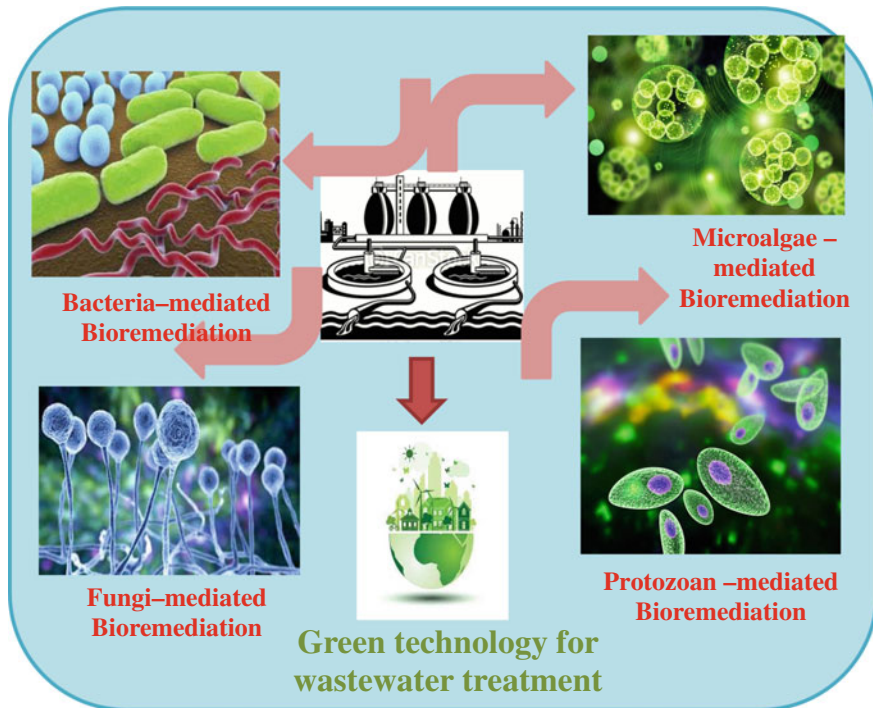 Bacteria–mediated
Bioremediation
Microalgae –
mediated
Bioremediation
Fungi–mediated
Bioremediation
Protozoan –mediated
Bioremediation
Green technology for
wastewater treatment